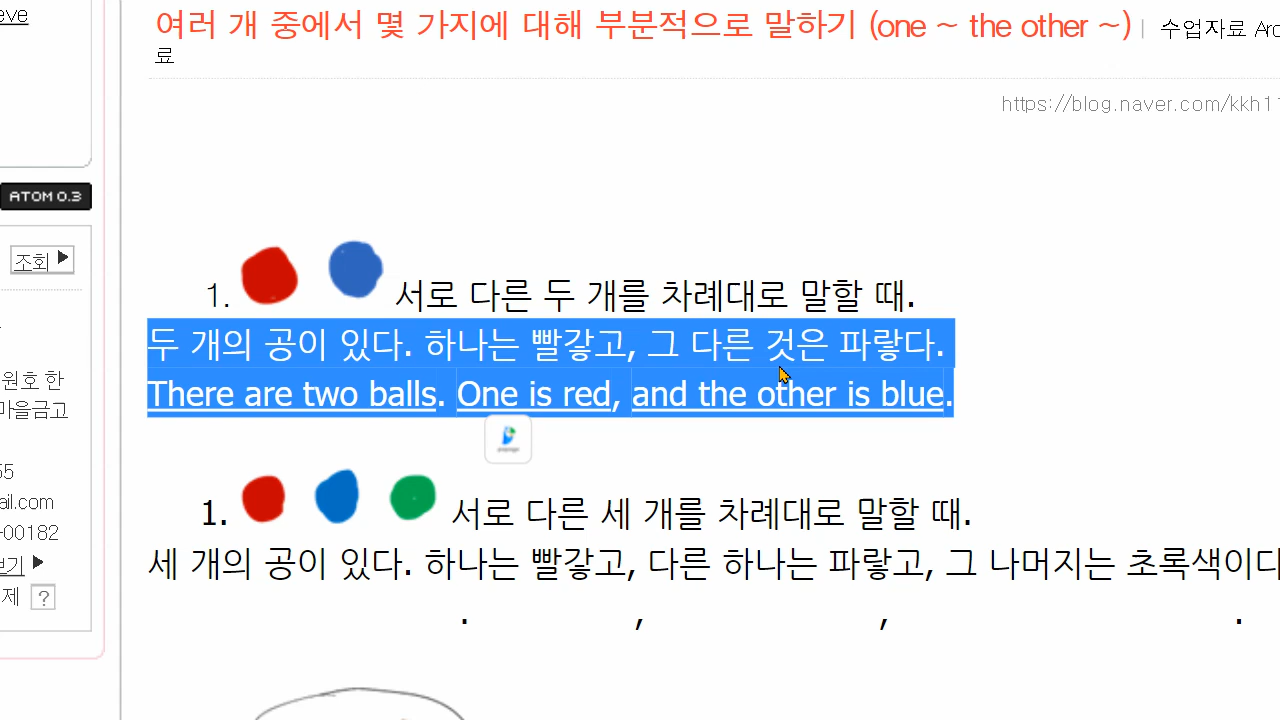 eve
여러 개 중에서 몇 가지에 대해 부분적으로 말하기 (one ~ the other ~) | 수업자료 Arc
료
https://blog.naver.com/kkh11
ATOM 0.3
조회
1. 서로 다른 두 개를 차례대로 말할 때.
두 개의 공이 있다. 하나는 빨갛고, 그 다른 것은 파랗다.
There are two balls. One is red, and the other is blue.
원호 한
마을금고
55
ail.com
-00182
보기
제 ?
1. 서로 다른 세 개를 차례대로 말할 때.
세 개의 공이 있다. 하나는 빨갛고, 다른 하나는 파랗고, 그 나머지는 초록색이다
. , , .